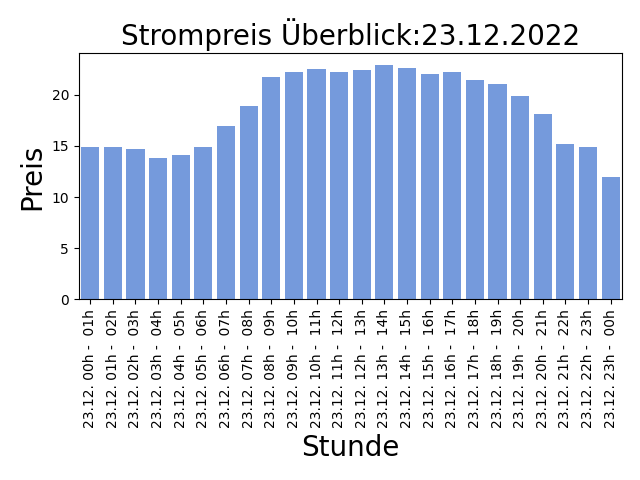 Strompreis Überblick:23.12.2022
Preis
20
15
10
5
0
23.12. 00h - 01h
23.12. 01h - 02h
23.12. 02h - 03h
23.12. 03h - 04h
23.12. 04h - 05h
23.12. 05h - 06h
23.12. 06h - 07h
23.12. 07h - 08h
23.12. 08h - 09h
23.12. 09h - 10h
23.12. 10h - 11h
23.12. 11h - 12h
23.12. 12h - 13h
23.12. 13h - 14h
23.12. 14h - 15h
23.12. 15h - 16h
23.12. 16h - 17h
23.12. 17h - 18h
23.12. 18h - 19h
23.12. 19h - 20h
23.12. 20h - 21h
23.12. 21h - 22h
23.12. 22h - 23h
23.12. 23h - 00h
Stunde